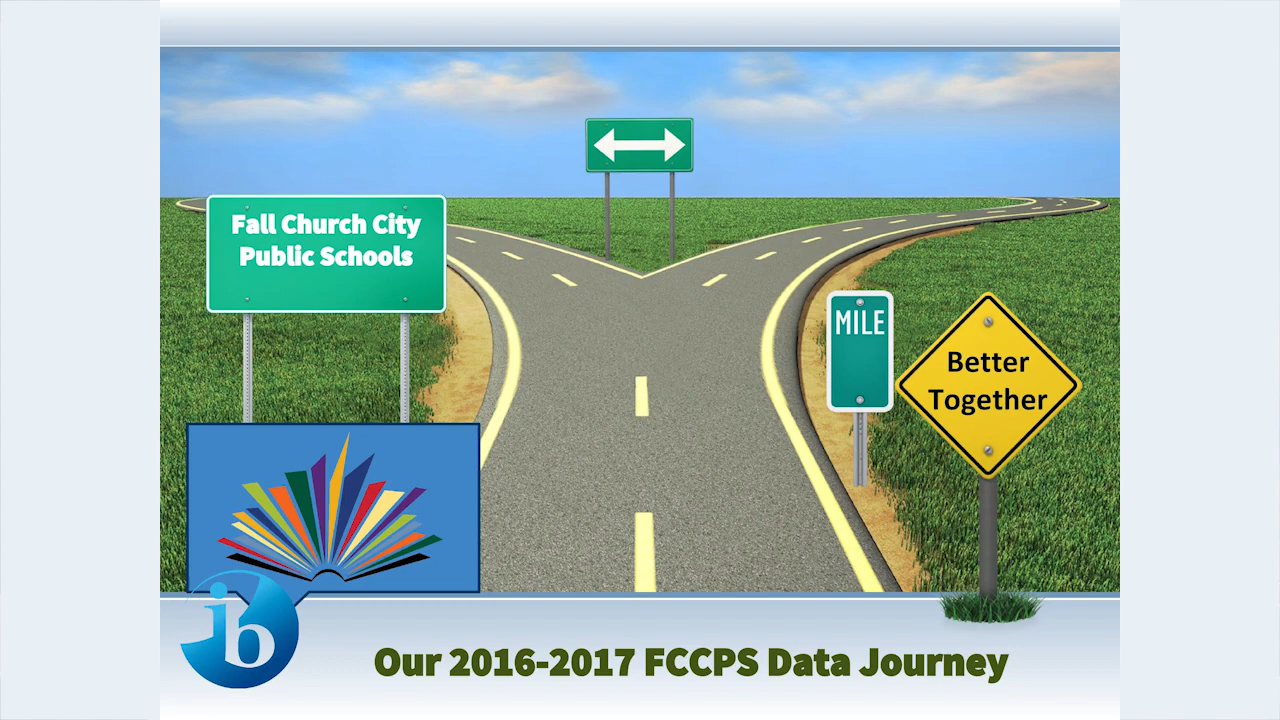 Fall Church City
Public Schools
MILE
Better
Together
ib
Our 2016-2017 FCCPS Data Journey